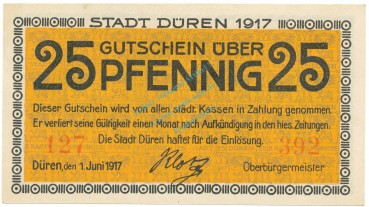 STADT DÜREN 1917
GUTSCHEIN ÜBER
25 PFENNIG 25
Dieser Gutschein wird von allen städt. Kassen in Zahlung genommen.
Er verliert seine Gültigkeit einen Monat nach Aufkündigung in den hies. Zeitungen.
Die Stadt Düren haftet für die Einlösung.
127 392
Düren, den 1. Juni 1917 Oberbürgermeister